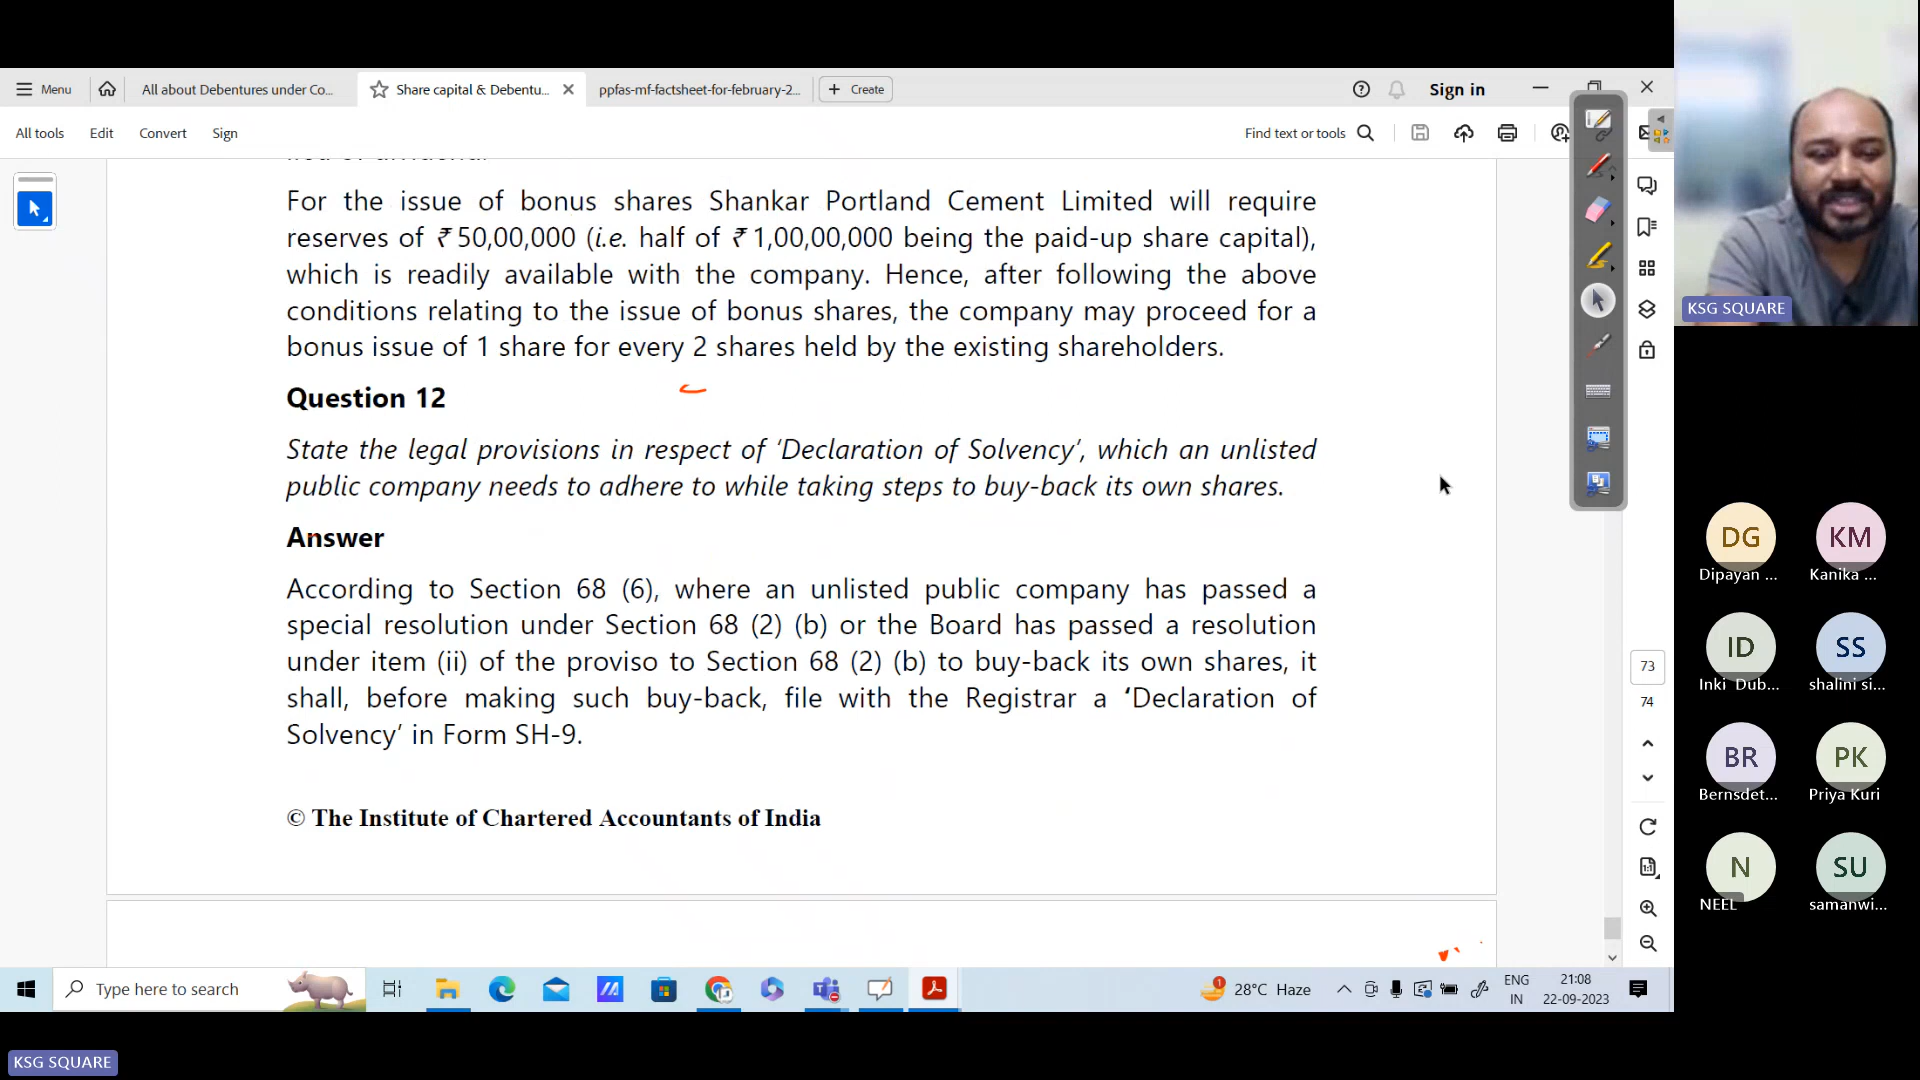 Menu
All about Debentures under Co...
Share capital & Debentu...
ppfas-mf-factsheet-for-february-2...
Create
Sign in
All tools
Edit
Convert
Sign
Find text or tools
For the issue of bonus shares Shankar Portland Cement Limited will require
reserves of ₹ 50,00,000 (i.e. half of ₹ 1,00,00,000 being the paid-up share capital),
which is readily available with the company. Hence, after following the above
conditions relating to the issue of bonus shares, the company may proceed for a
bonus issue of 1 share for every 2 shares held by the existing shareholders.
Question 12
State the legal provisions in respect of ‘Declaration of Solvency’, which an unlisted
public company needs to adhere to while taking steps to buy-back its own shares.
Answer
According to Section 68 (6), where an unlisted public company has passed a
special resolution under Section 68 (2) (b) or the Board has passed a resolution
under item (ii) of the proviso to Section 68 (2) (b) to buy-back its own shares, it
shall, before making such buy-back, file with the Registrar a ‘Declaration of
Solvency’ in Form SH-9.
© The Institute of Chartered Accountants of India
73
74
KSG SQUARE
DG
Dipayan ...
KM
Kanika ...
ID
Inki Dub...
SS
shalini si...
BR
Bernsdet...
PK
Priya Kuri
N
NEEL
SU
samanwi...
Type here to search
1
28°C Haze
ENG
IN
21:08
22-09-2023
KSG SQUARE